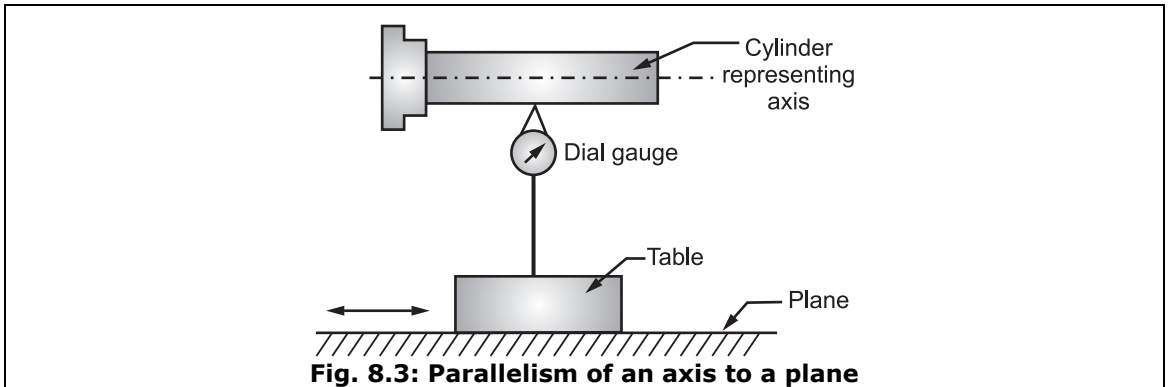 Cylinder
representing
axis
Dial gauge
Table
Plane
Fig. 8.3: Parallelism of an axis to a plane